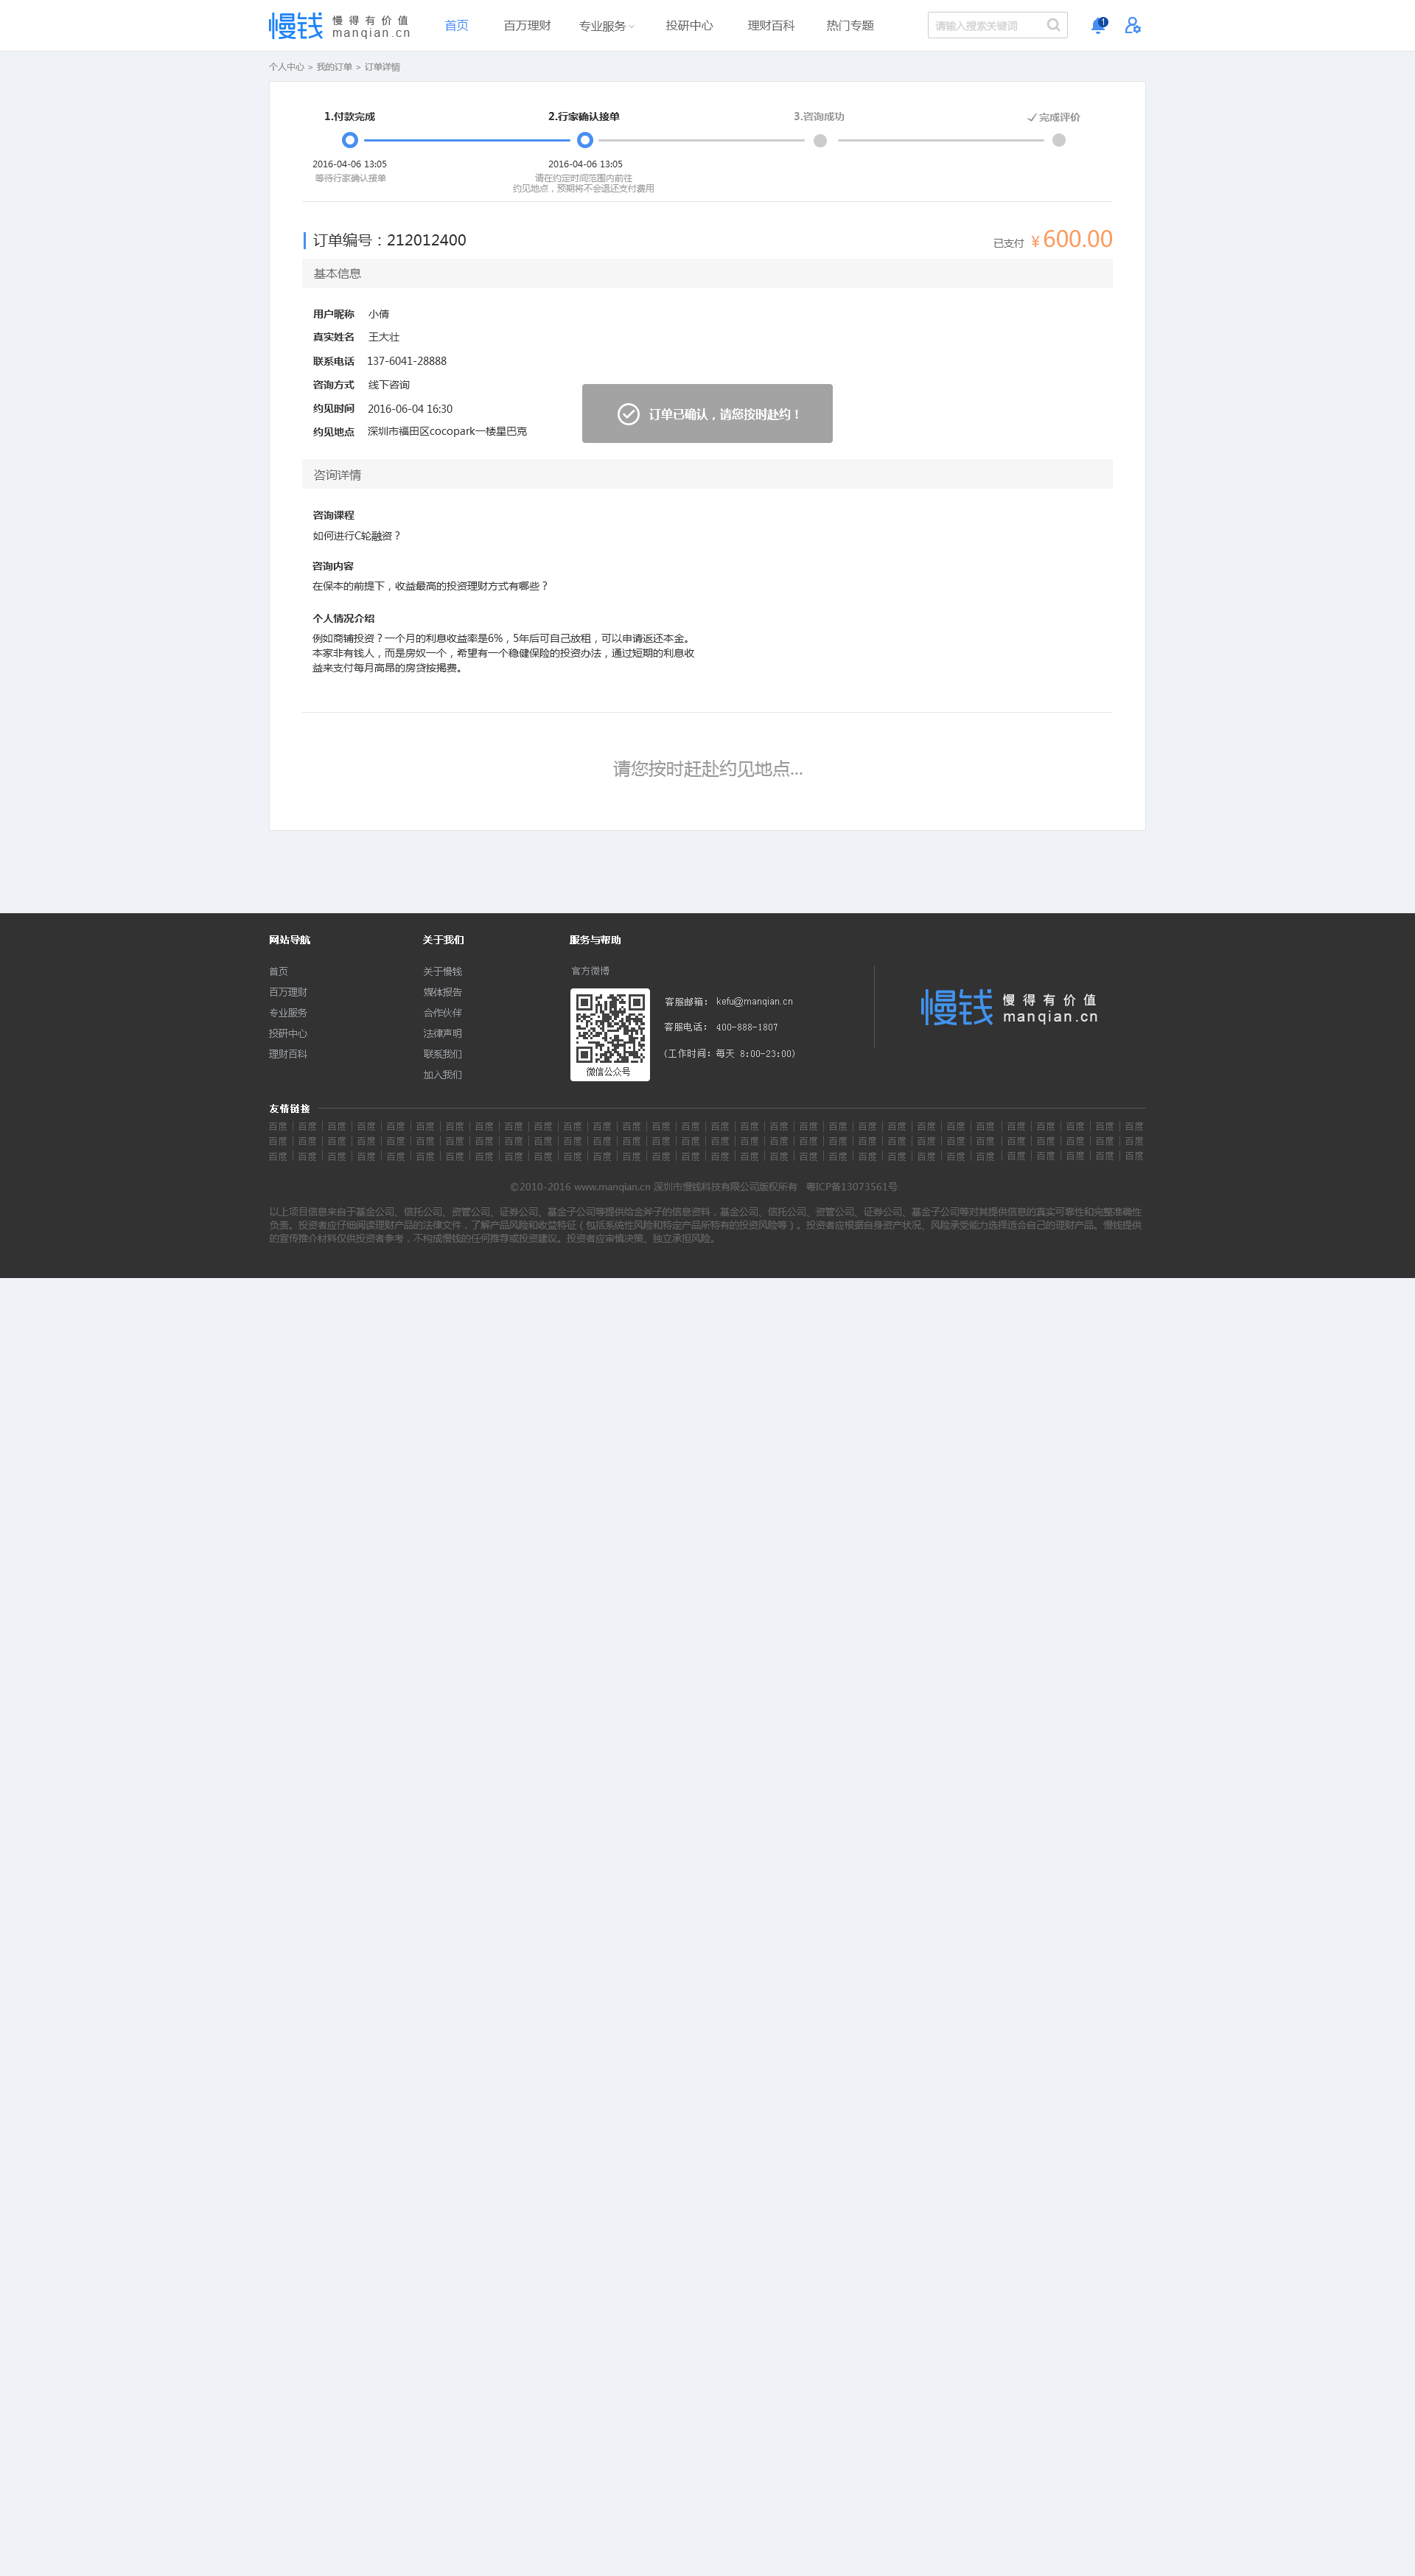 慢钱 慢得有价值 manqian.cn 首页 百万理财 专业服务 投研中心 理财百科 热门专题 请输入搜索关键词 1
个人中心 > 我的订单 > 订单详情
1.付款完成 2.行家确认接单 3.咨询成功 完成评价
2016-04-06 13:05 2016-04-06 13:05
等待行家确认接单 请在约定时间范围内前往
约见地点，预期将不会退还支付费用
订单编号：212012400 已支付 ¥600.00
基本信息
用户昵称 小倩
真实姓名 王大壮
联系电话 137-6041-28888
咨询方式 线下咨询
约见时间 2016-06-04 16:30
约见地点 深圳市福田区cocopark一楼星巴克
订单已确认，请您按时赴约！
咨询详情
咨询课程
如何进行C轮融资？
咨询内容
在保本的前提下，收益最高的投资理财方式有哪些？
个人情况介绍
例如商铺投资？一个月的利息收益率是6%，5年后可自己放租，可以申请返还本金。
本家非有钱人，而是房奴一个，希望有一个稳健保险的投资办法，通过短期的利息收
益来支付每月高昂的房贷按揭费。
请您按时赶赴约见地点...
网站导航 关于我们 服务与帮助
首页 关于慢钱 官方微博
百万理财 媒体报告
专业服务 合作伙伴
投研中心 法律声明
理财百科 联系我们
加入我们
客服邮箱: kefu@manqian.cn
客服电话: 400-888-1807
(工作时间: 每天 8:00-23:00)
微信公众号
慢钱 慢得有价值
manqian.cn
友情链接
百度 百度 百度 百度 百度 百度 百度 百度 百度 百度 百度 百度 百度 百度 百度 百度 百度 百度 百度 百度 百度 百度 百度 百度 百度 百度 百度 百度 百度 百度
百度 百度 百度 百度 百度 百度 百度 百度 百度 百度 百度 百度 百度 百度 百度 百度 百度 百度 百度 百度 百度 百度 百度 百度 百度 百度 百度 百度 百度 百度
百度 百度 百度 百度 百度 百度 百度 百度 百度 百度 百度 百度 百度 百度 百度 百度 百度 百度 百度 百度 百度 百度 百度 百度 百度 百度 百度 百度 百度 百度
©2010-2016 www.manqian.cn 深圳市慢钱科技有限公司版权所有 粤ICP备13073561号
以上项目信息来自于基金公司、信托公司、资管公司、证券公司、基金子公司等提供给金斧子的信息资料，基金公司、信托公司、资管公司、证券公司、基金子公司等对其提供信息的真实可靠性和完整准确性
负责。投资者应仔细阅读理财产品的法律文件，了解产品风险和收益特征（包括系统性风险和特定产品所特有的投资风险等）。投资者应根据自身资产状况、风险承受能力选择适合自己的理财产品。慢钱提供
的宣传推介材料仅供投资者参考，不构成慢钱的任何推荐或投资建议。投资者应审慎决策、独立承担风险。